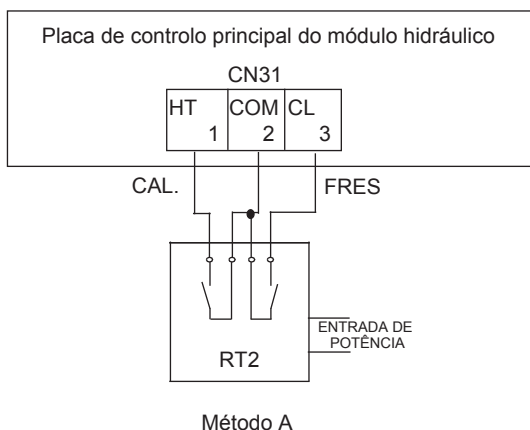 Placa de controlo principal do módulo hidráulico
CN31
HT COM CL
1 2 3
CAL. FRES
ENTRADA DE
POTÊNCIA
RT2
Método A